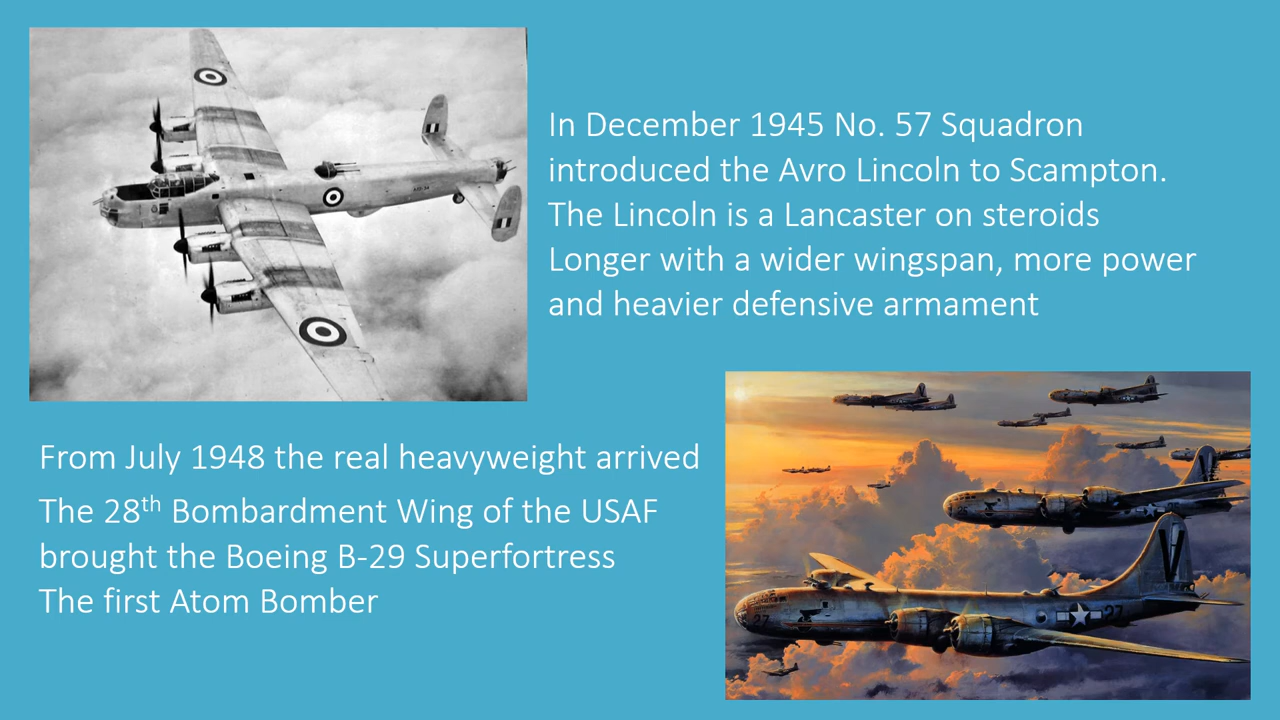 In December 1945 No. 57 Squadron
introduced the Avro Lincoln to Scampton.
The Lincoln is a Lancaster on steroids
Longer with a wider wingspan, more power
and heavier defensive armament
From July 1948 the real heavyweight arrived
The 28th Bombardment Wing of the USAF
brought the Boeing B-29 Superfortress
The first Atom Bomber
V
27
27